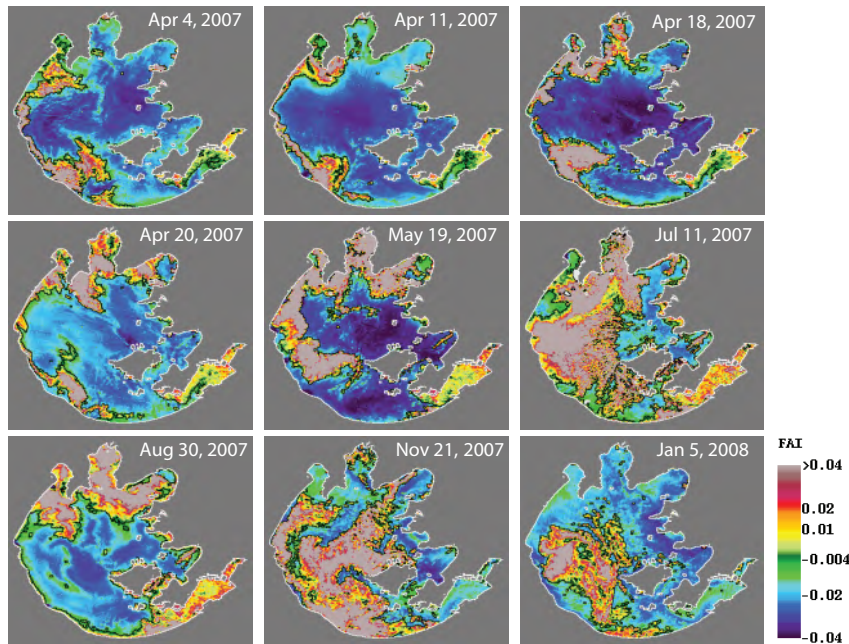 Apr 4, 2007
Apr 11, 2007
Apr 18, 2007
Apr 20, 2007
May 19, 2007
Jul 11, 2007
Aug 30, 2007
Nov 21, 2007
Jan 5, 2008
FAI
>0.04
0.02
0.01
-0.004
-0.02
-0.04